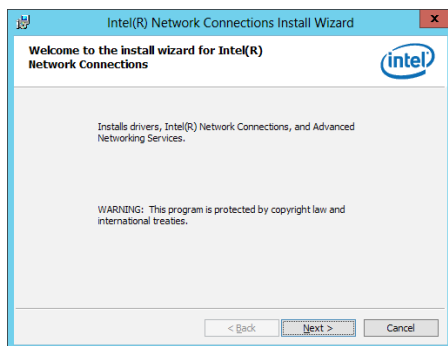 Intel(R) Network Connections Install Wizard
x
Welcome to the install wizard for Intel(R)
Network Connections
intel
Installs drivers, Intel(R) Network Connections, and Advanced
Networking Services.
WARNING: This program is protected by copyright law and
international treaties.
< Back
Next >
Cancel